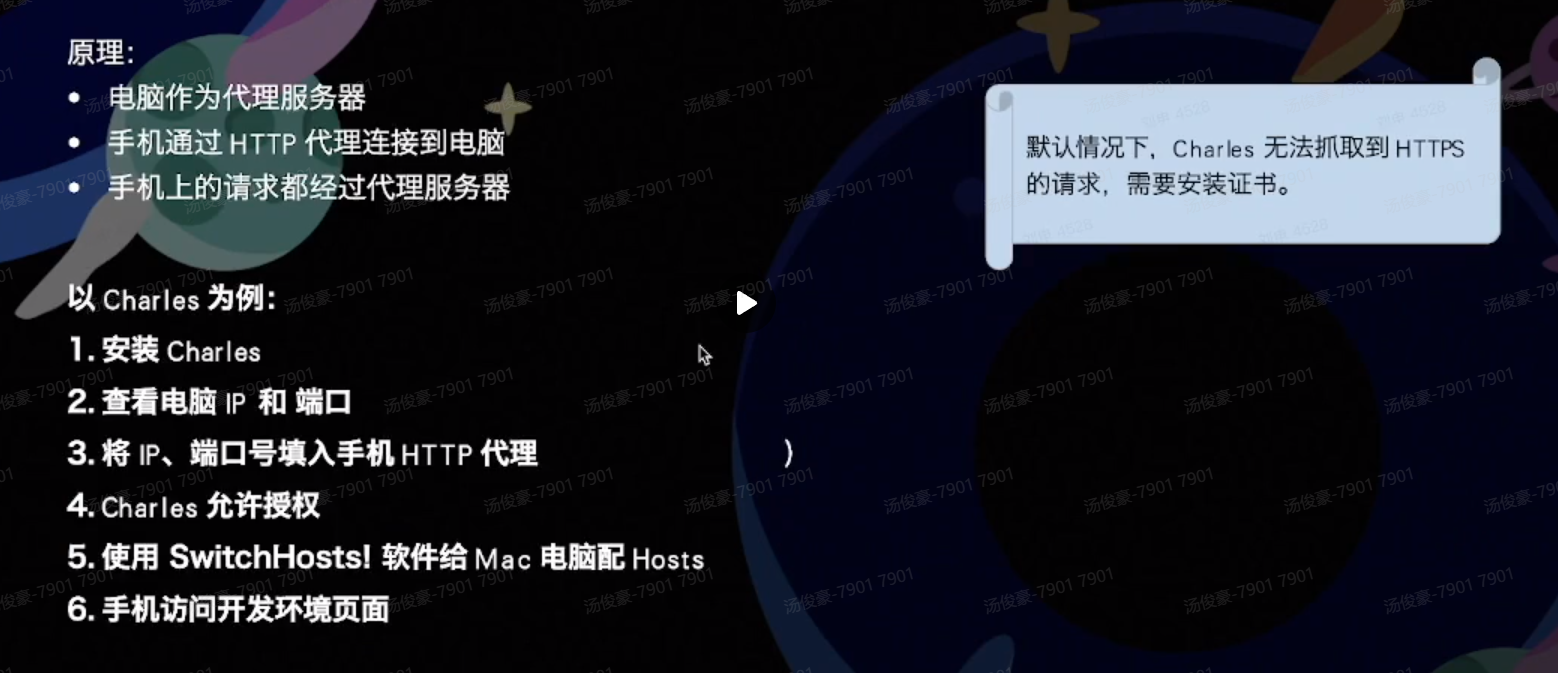 原理：
• 电脑作为代理服务器
• 手机通过 HTTP 代理连接到电脑
• 手机上的请求都经过代理服务器
默认情况下，Charles 无法抓取到 HTTPS
的请求，需要安装证书。
以 Charles 为例：
1. 安装 Charles
2. 查看电脑 IP 和 端口
3. 将 IP、端口号填入手机 HTTP 代理 )
4. Charles 允许授权
5. 使用 SwitchHosts! 软件给 Mac 电脑配 Hosts
6. 手机访问开发环境页面
汤俊豪-7901 7901